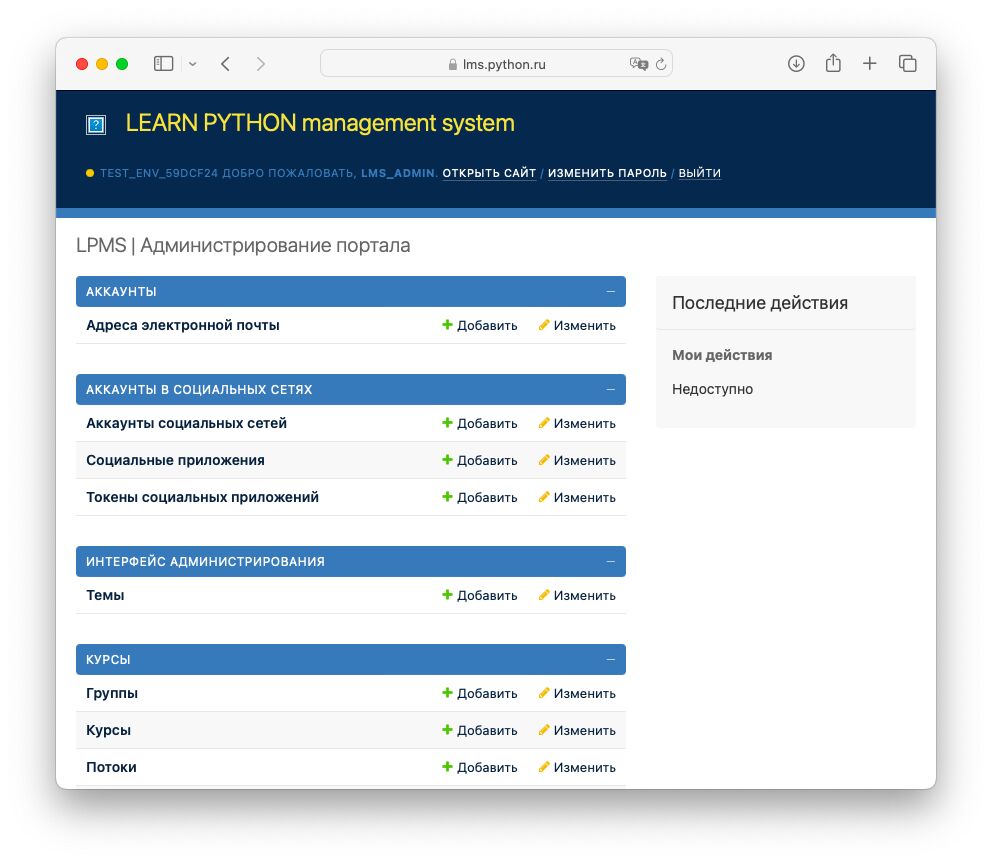 lms.python.ru
LEARN PYTHON management system
TEST_ENV_59DCF24 ДОБРО ПОЖАЛОВАТЬ, LMS_ADMIN. ОТКРЫТЬ САЙТ / ИЗМЕНИТЬ ПАРОЛЬ / ВЫЙТИ
LPMS | Администрирование портала
АККАУНТЫ
Адреса электронной почты Добавить Изменить
АККАУНТЫ В СОЦИАЛЬНЫХ СЕТЯХ
Аккаунты социальных сетей Добавить Изменить
Социальные приложения Добавить Изменить
Токены социальных приложений Добавить Изменить
ИНТЕРФЕЙС АДМИНИСТРИРОВАНИЯ
Темы Добавить Изменить
КУРСЫ
Группы Добавить Изменить
Курсы Добавить Изменить
Потоки Добавить Изменить
Последние действия
Мои действия
Недоступно